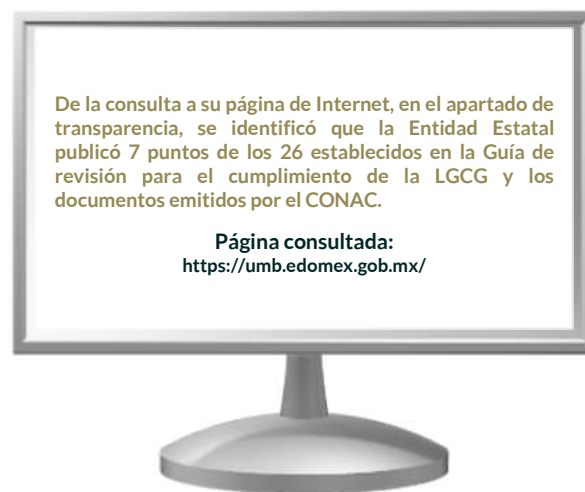 De la consulta a su página de Internet, en el apartado de
transparencia, se identificó que la Entidad Estatal
publicó 7 puntos de los 26 establecidos en la Guía de
revisión para el cumplimiento de la LGCG y los
documentos emitidos por el CONAC.
Página consultada:
https://umb.edomex.gob.mx/